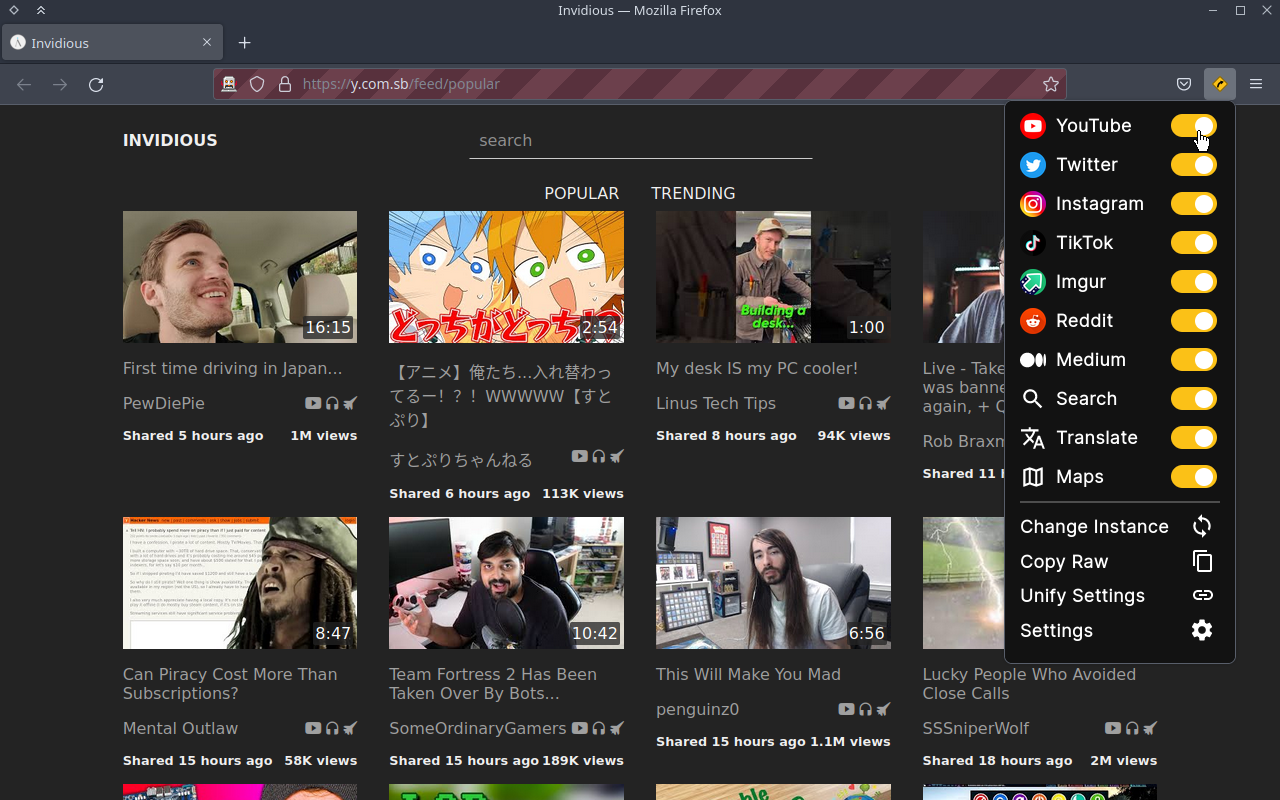 Invidious — Mozilla Firefox
Invidious
https://y.com.sb/feed/popular
INVIDIOUS
search
POPULAR
TRENDING
YouTube
Twitter
Instagram
TikTok
Imgur
Reddit
Medium
Search
Translate
Maps
Change Instance
Copy Raw
Unify Settings
Settings
16:15
First time driving in Japan...
PewDiePie
Shared 5 hours ago
1M views
どっちがどっち!?
2:54
【アニメ】俺たち...入れ替わっ
てるー！？！WWWWW【すと
ぷり】
すとぷりちゃんねる
Shared 6 hours ago
113K views
Building a
desk...
1:00
My desk IS my PC cooler!
Linus Tech Tips
Shared 8 hours ago
94K views
Live - Take
was banne
again, + Q
Rob Braxm
Shared 11 h
8:47
Can Piracy Cost More Than
Subscriptions?
Mental Outlaw
Shared 15 hours ago
58K views
10:42
Team Fortress 2 Has Been
Taken Over By Bots...
SomeOrdinaryGamers
Shared 15 hours ago
189K views
6:56
This Will Make You Mad
penguinz0
Shared 15 hours ago
1.1M views
Lucky People Who Avoided
Close Calls
SSSniperWolf
Shared 18 hours ago
2M views